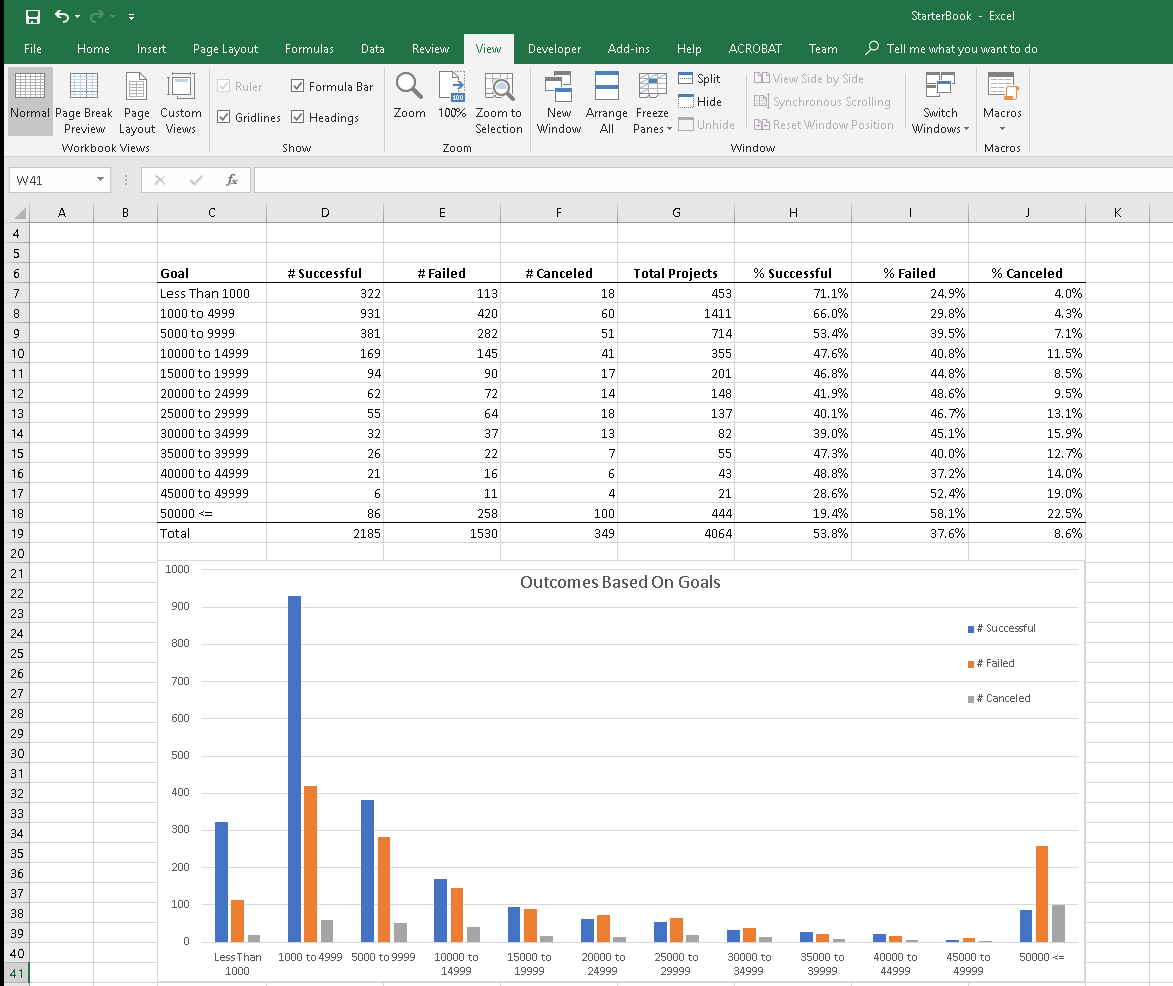 StarterBook - Excel
File Home Insert Page Layout Formulas Data Review View Developer Add-ins Help ACROBAT Team Tell me what you want to do
Normal
Page Break
Preview
Page
Layout
Custom
Views
Workbook Views
Ruler
Formula Bar
Gridlines
Headings
Show
Zoom
100
100%
Zoom to
Selection
Zoom
New
Window
Arrange
All
Freeze
Panes
Split
Hide
Unhide
View Side by Side
Synchronous Scrolling
Reset Window Position
Window
Switch
Windows
Macros
Macros
W41 fx
A B C D E F G H I J K
4
5
6 Goal # Successful # Failed # Canceled Total Projects % Successful % Failed % Canceled
7 Less Than 1000 322 113 18 453 71.1% 24.9% 4.0%
8 1000 to 4999 931 420 60 1411 66.0% 29.8% 4.3%
9 5000 to 9999 381 282 51 714 53.4% 39.5% 7.1%
10 10000 to 14999 169 145 41 355 47.6% 40.8% 11.5%
11 15000 to 19999 94 90 17 201 46.8% 44.8% 8.5%
12 20000 to 24999 62 72 14 148 41.9% 48.6% 9.5%
13 25000 to 29999 55 64 18 137 40.1% 46.7% 13.1%
14 30000 to 34999 32 37 13 82 39.0% 45.1% 15.9%
15 35000 to 39999 26 22 7 55 47.3% 40.0% 12.7%
16 40000 to 44999 21 16 6 43 48.8% 37.2% 14.0%
17 45000 to 49999 6 11 4 21 28.6% 52.4% 19.0%
18 50000 <= 86 258 100 444 19.4% 58.1% 22.5%
19 Total 2185 1530 349 4064 53.8% 37.6% 8.6%
20
21
22
23
24
25
26
27
28
29
30
31
32
33
34
35
36
37
38
39
40
41
Outcomes Based On Goals
1000
900
800
700
600
500
400
300
200
100
0
# Successful
# Failed
# Canceled
Less Than
1000
1000 to 4999
5000 to 9999
10000 to
14999
15000 to
19999
20000 to
24999
25000 to
29999
30000 to
34999
35000 to
39999
40000 to
44999
45000 to
49999
50000 <=